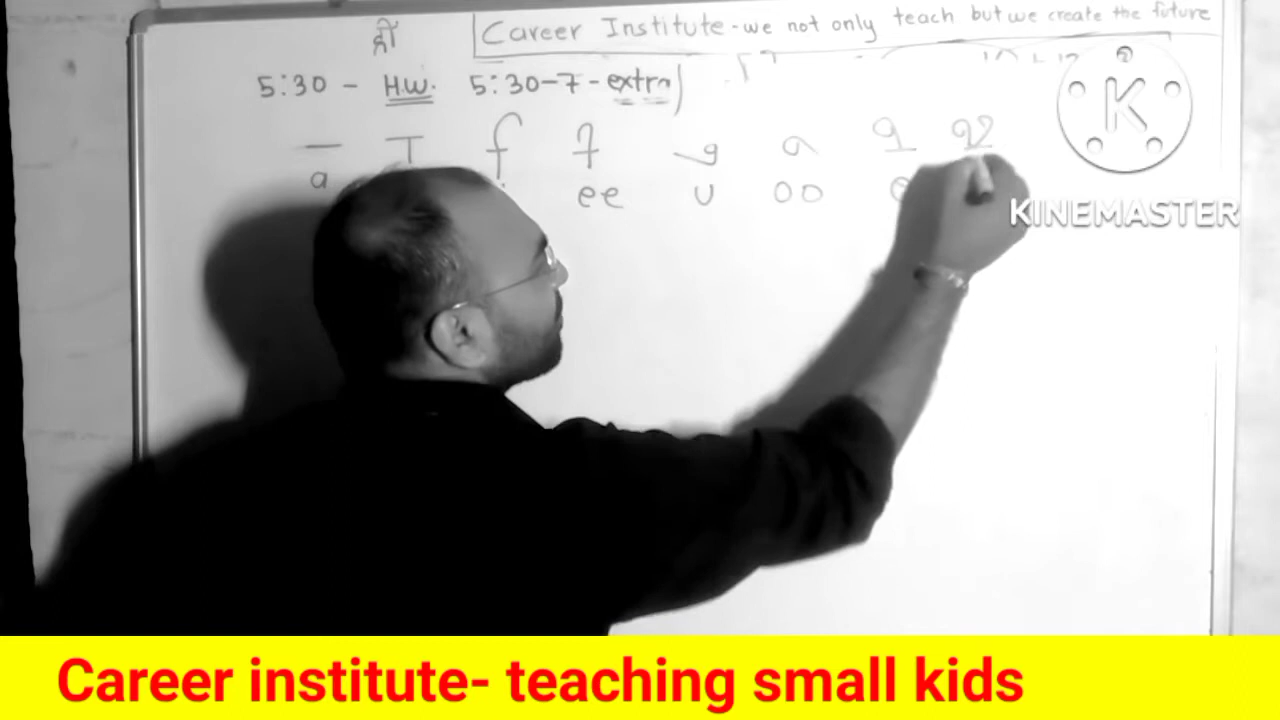 श्री
Career Institute-we not only teach but we create the future
5:30 - H.W. 5:30-7-extra)
a ee u oo
KINEMASTER
Career institute- teaching small kids